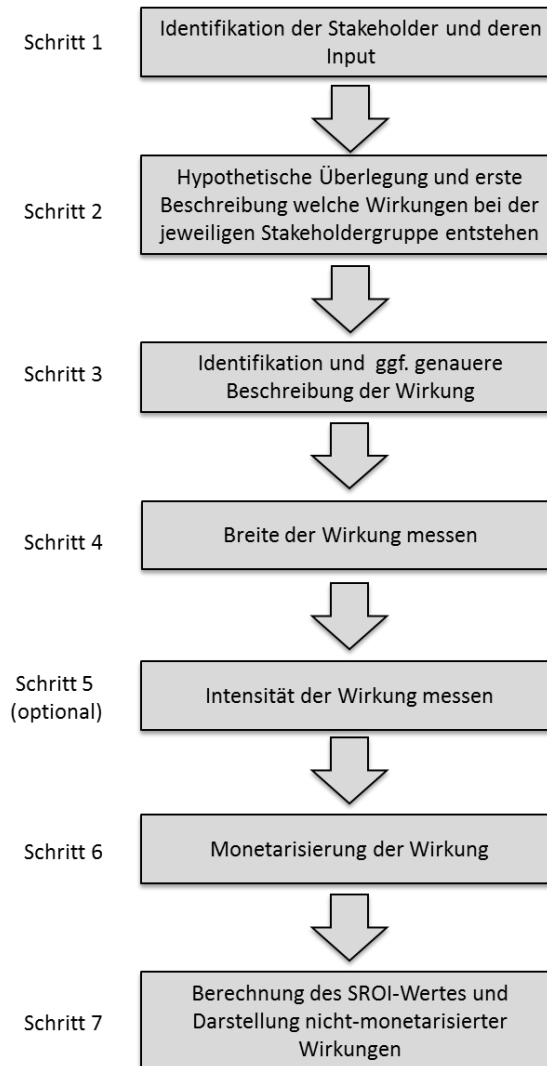 Schritt 1
Identifikation der Stakeholder und deren
Input
Schritt 2
Hypothetische Überlegung und erste
Beschreibung welche Wirkungen bei der
jeweiligen Stakeholdergruppe entstehen
Schritt 3
Identifikation und ggf. genauere
Beschreibung der Wirkung
Schritt 4
Breite der Wirkung messen
Schritt 5
(optional)
Intensität der Wirkung messen
Schritt 6
Monetarisierung der Wirkung
Schritt 7
Berechnung des SROI-Wertes und
Darstellung nicht-monetarisierter
Wirkungen